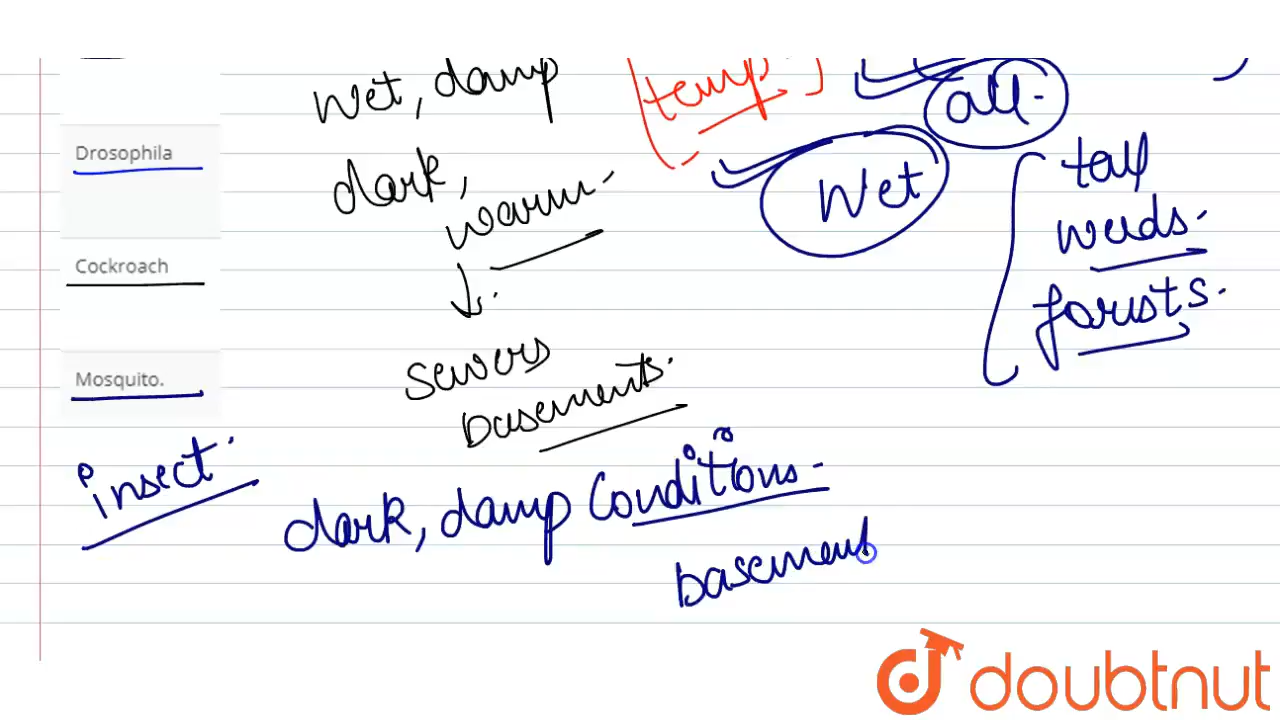 Wet, damp
temp
all.
Drosophila
dark,
warm.
Wet
tall
weeds.
forests.
Cockroach
Sewers
basements.
Mosquito.
insect.
dark, damp Conditions.
basement
doubtnut